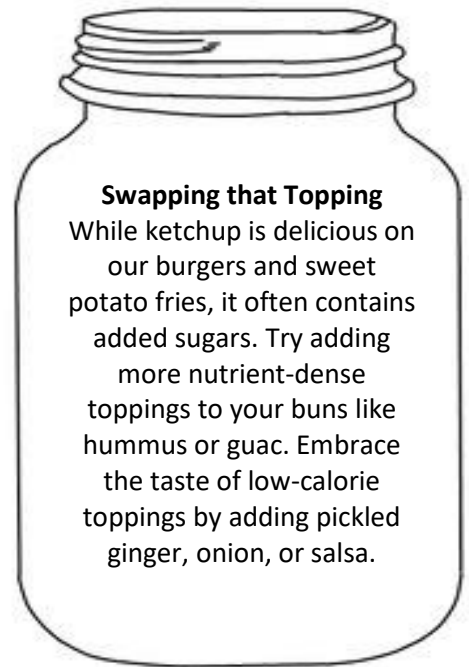 Swapping that Topping
While ketchup is delicious on
our burgers and sweet
potato fries, it often contains
added sugars. Try adding
more nutrient-dense
toppings to your buns like
hummus or guac. Embrace
the taste of low-calorie
toppings by adding pickled
ginger, onion, or salsa.